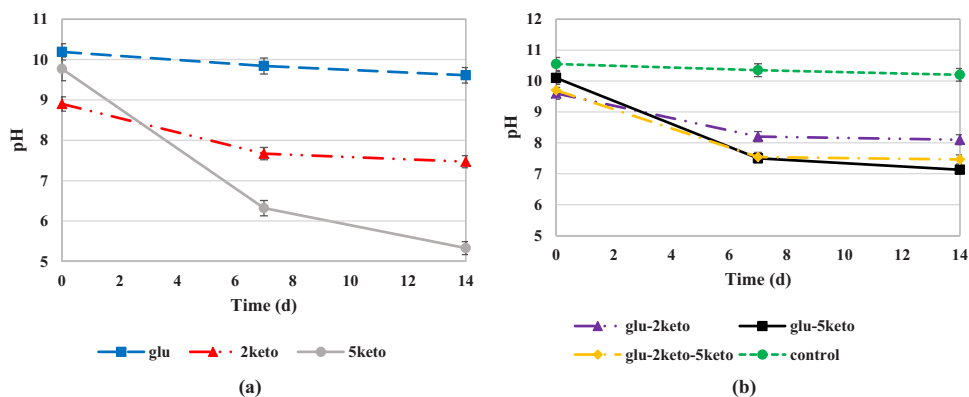 11
10
9
8
7
6
5
pH
0 2 4 6 8 10 12 14
Time (d)
glu 2keto 5keto
(a)
12
11
10
9
8
7
6
5
pH
0 2 4 6 8 10 12 14
Time (d)
glu-2keto glu-5keto
glu-2keto-5keto control
(b)